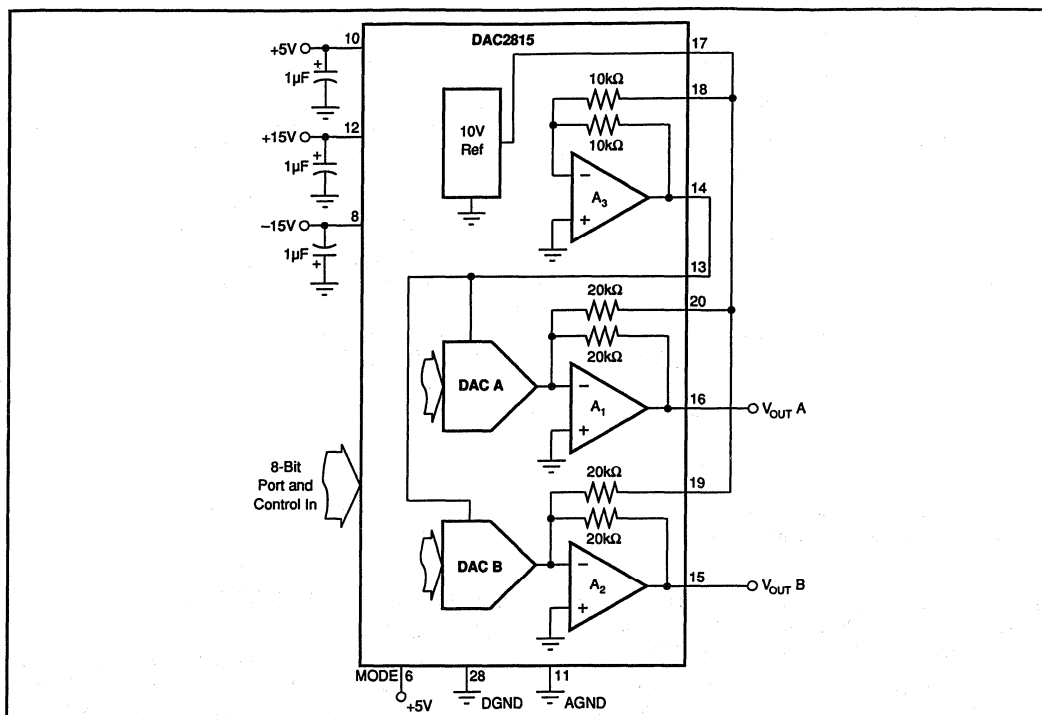 DAC2815
+5V
10
1µF
+
+15V
12
1µF
+
–15V
8
1µF
+
10V
Ref
17
10kΩ
18
10kΩ
–
A3
+
14
13
20kΩ
20
20kΩ
DAC A
–
A1
+
16
VOUT A
8-Bit
Port and
Control In
20kΩ
19
20kΩ
DAC B
–
A2
+
15
VOUT B
MODE
6
28
11
+5V
DGND
AGND